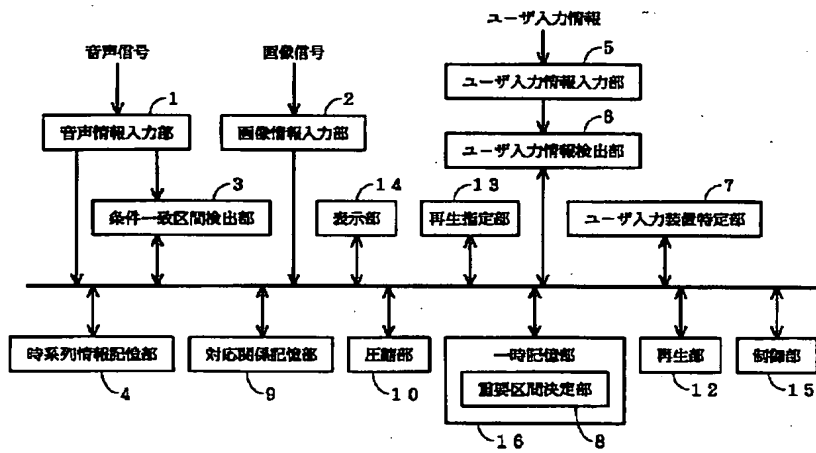 ユーザ入力情報
音声信号
画像信号
5
ユーザ入力情報入力部
1
2
音声情報入力部
画像情報入力部
6
ユーザ入力情報検出部
3
条件一致区間検出部
14
表示部
13
再生指定部
7
ユーザ入力装置特定部
時系列情報記憶部
4
対応関係記憶部
9
圧縮部
10
一時記憶部
重要区間決定部
16
8
再生部
12
制御部
15